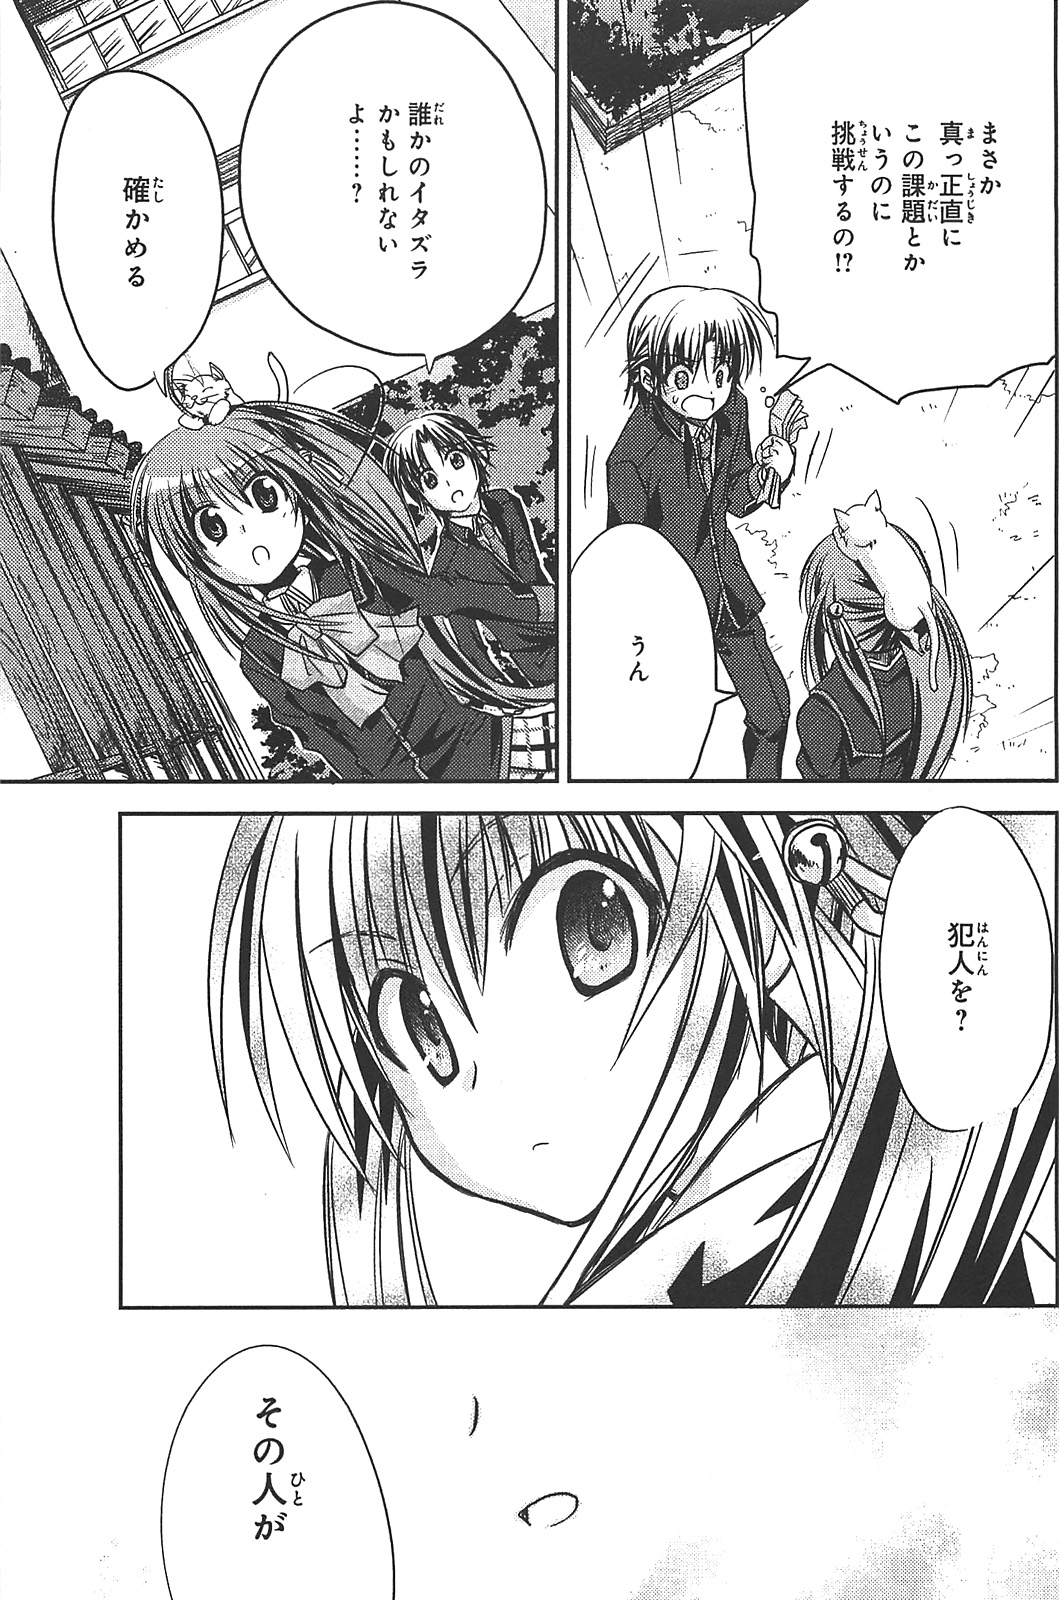 まさか
真っ正直に
この課題とか
いうのに
挑戦するの!?
うん
誰かのイタズラ
かもしれない
よ……?
確かめる
犯人を?
その人が